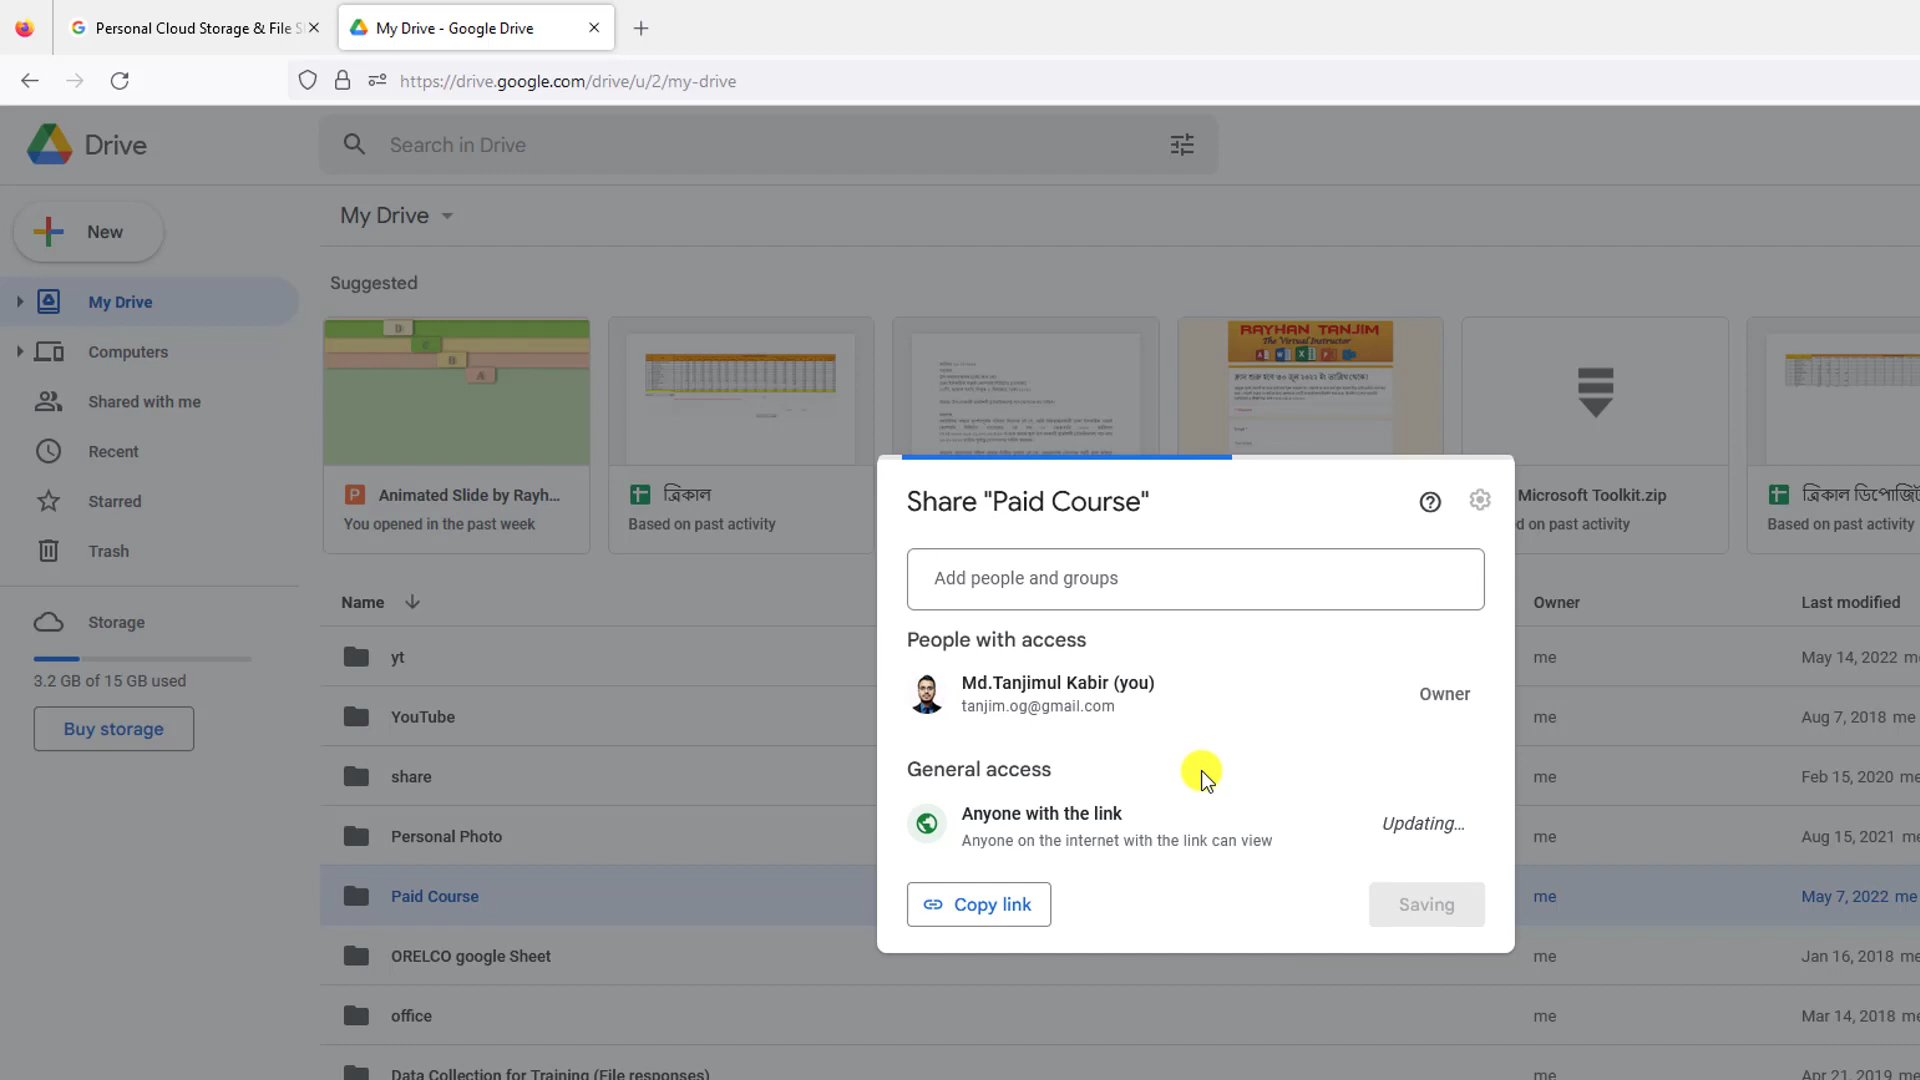 Personal Cloud Storage & File S
My Drive - Google Drive
https://drive.google.com/drive/u/2/my-drive
Drive
Search in Drive
New
My Drive
My Drive
Computers
Shared with me
Recent
Starred
Trash
Storage
3.2 GB of 15 GB used
Buy storage
Suggested
D
C
B
A
RAYHAN TANJIM
The Virtual Instructor
Animated Slide by Rayh...
You opened in the past week
ত্রিকাল
Based on past activity
Microsoft Toolkit.zip
d on past activity
ত্রিকাল ডিপোজিট
Based on past activity
Name
Owner
Last modified
yt
me
May 14, 2022 m
YouTube
me
Aug 7, 2018 me
share
me
Feb 15, 2020 me
Personal Photo
me
Aug 15, 2021 me
Paid Course
me
May 7, 2022 me
ORELCO google Sheet
me
Jan 16, 2018 me
office
me
Mar 14, 2018 me
Data Collection for Training (File responses)
me
Apr 21, 2019 me
Share "Paid Course"
Add people and groups
People with access
Md.Tanjimul Kabir (you)
tanjim.og@gmail.com
Owner
General access
Anyone with the link
Anyone on the internet with the link can view
Updating...
Copy link
Saving